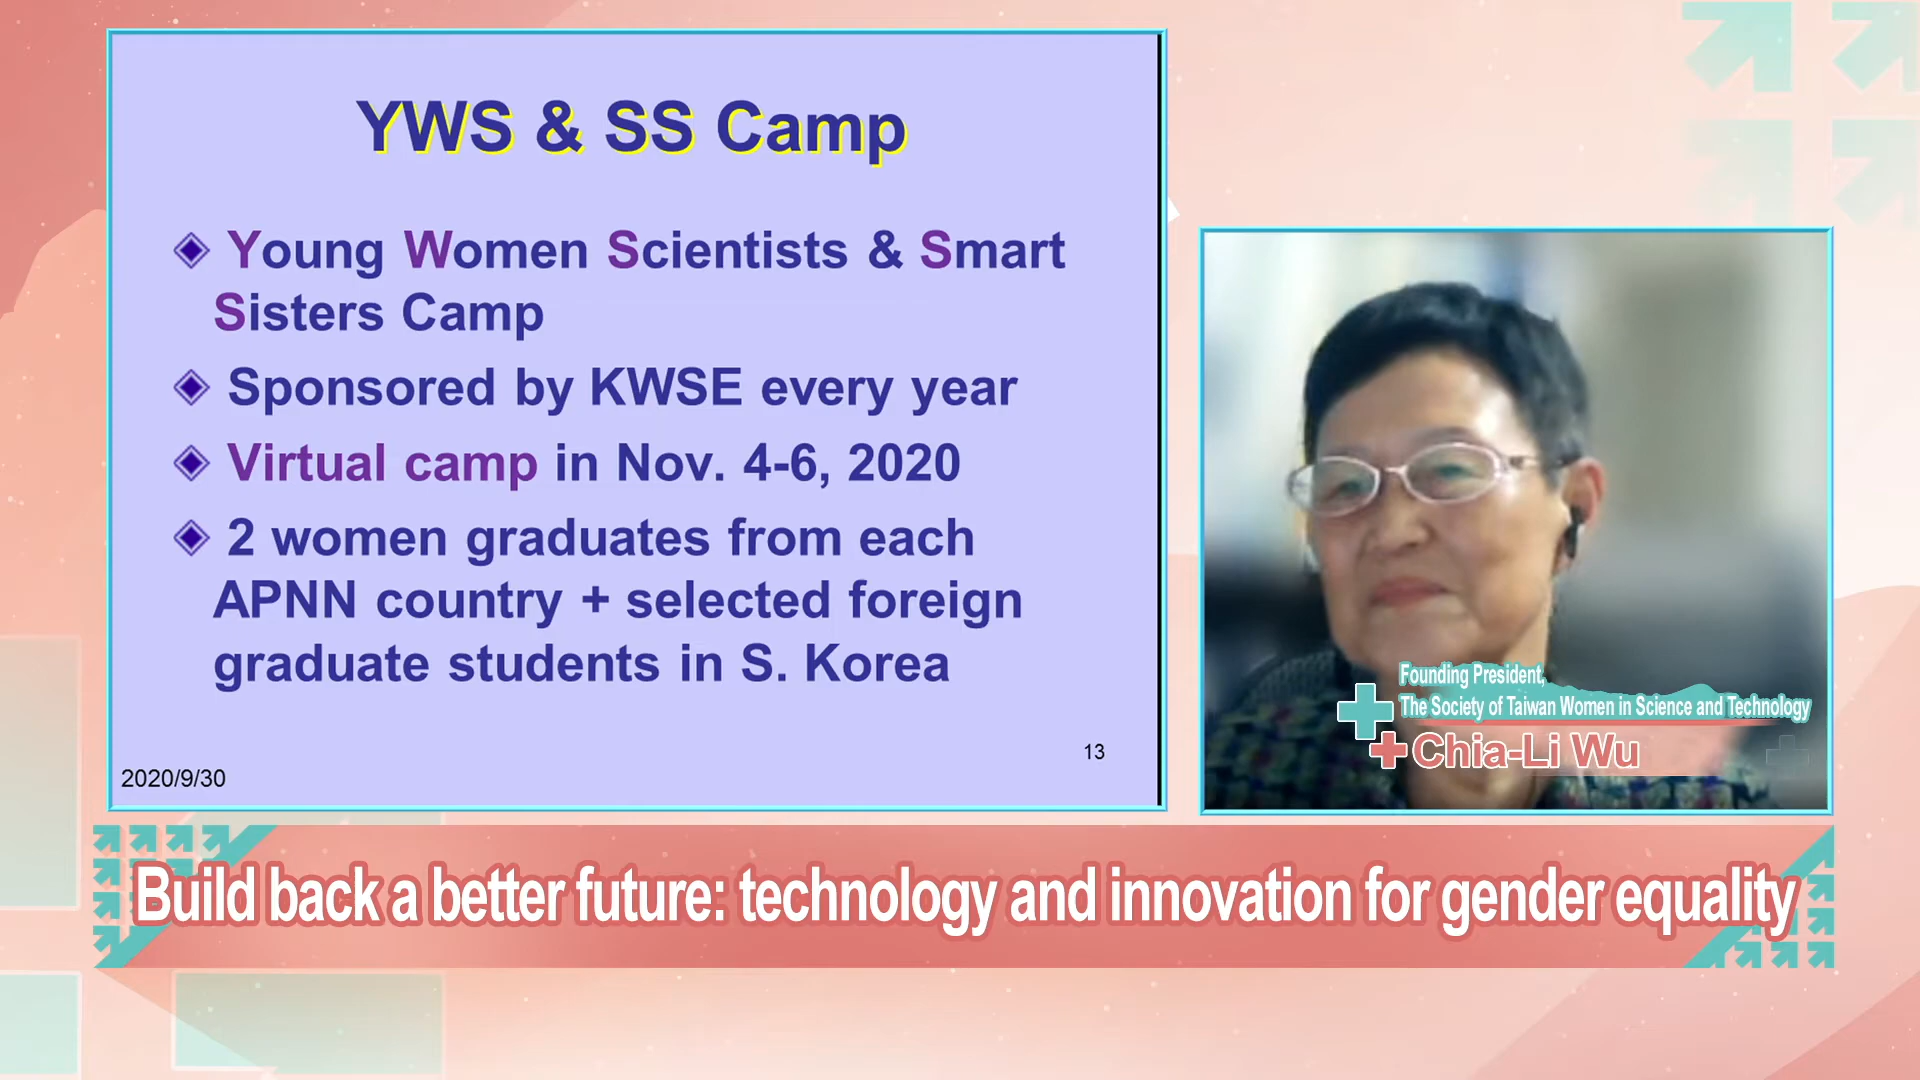 YWS & SS Camp
Young Women Scientists & Smart
Sisters Camp
Sponsored by KWSE every year
Virtual camp in Nov. 4-6, 2020
2 women graduates from each
APNN country + selected foreign
graduate students in S. Korea
13
2020/9/30
Founding President,
The Society of Taiwan Women in Science and Technology
Chia-Li Wu
Build back a better future: technology and innovation for gender equality